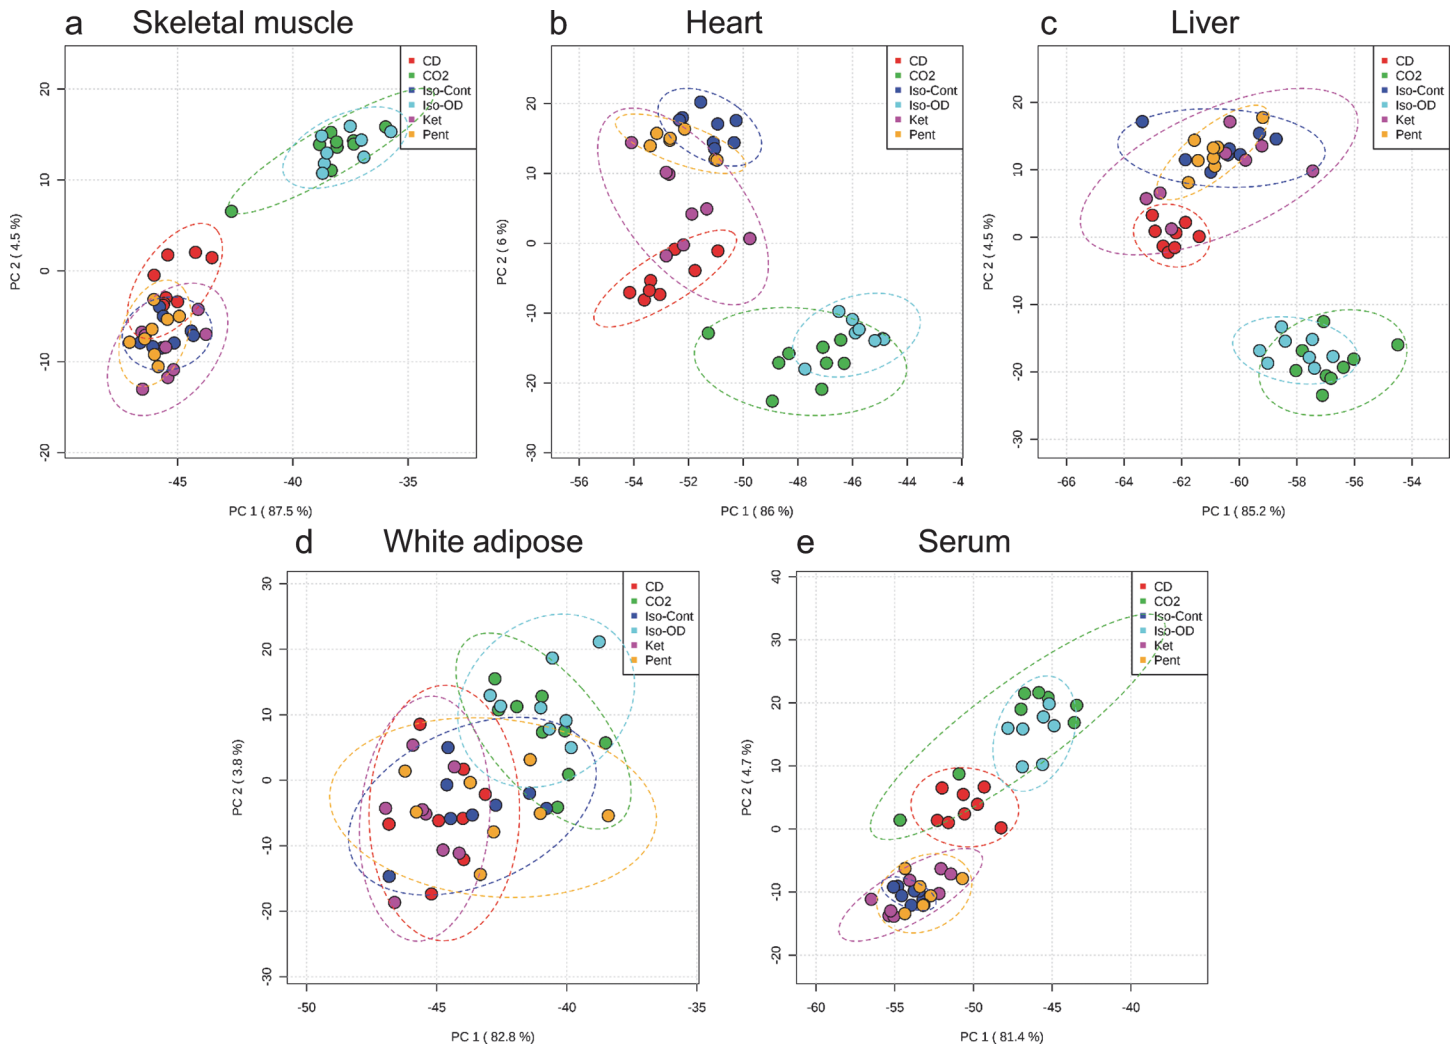 a Skeletal muscle
CD
CO2
Iso-Cont
Iso-OD
Ket
Pent
20
10
0
10
-20
PC 2 ( 4.5 %)
-45 -40 -35
PC 1 ( 87.5 %)
b Heart
CD
CO2
Iso-Cont
Iso-OD
Ket
Pent
20
10
0
-10
-20
-30
PC 2 ( 6 %)
-56 -54 -52 -50 -48 -46 -44 -4
PC 1 ( 86 %)
c Liver
CD
CO2
Iso-Cont
Iso-OD
Ket
Pent
20
10
0
-10
-20
-30
PC 2 ( 4.5 %)
-66 -64 -62 -60 -58 -56 -54
PC 1 ( 85.2 %)
d White adipose
CD
CO2
Iso-Cont
Iso-OD
Ket
Pent
30
20
10
0
-10
-20
-30
PC 2 ( 3.8 %)
-50 -45 -40 -35
PC 1 ( 82.8 %)
e Serum
CD
CO2
Iso-Cont
Iso-OD
Ket
Pent
40
30
20
10
0
-10
-20
PC 2 ( 4.7 %)
-60 -55 -50 -45 -40
PC 1 ( 81.4 %)